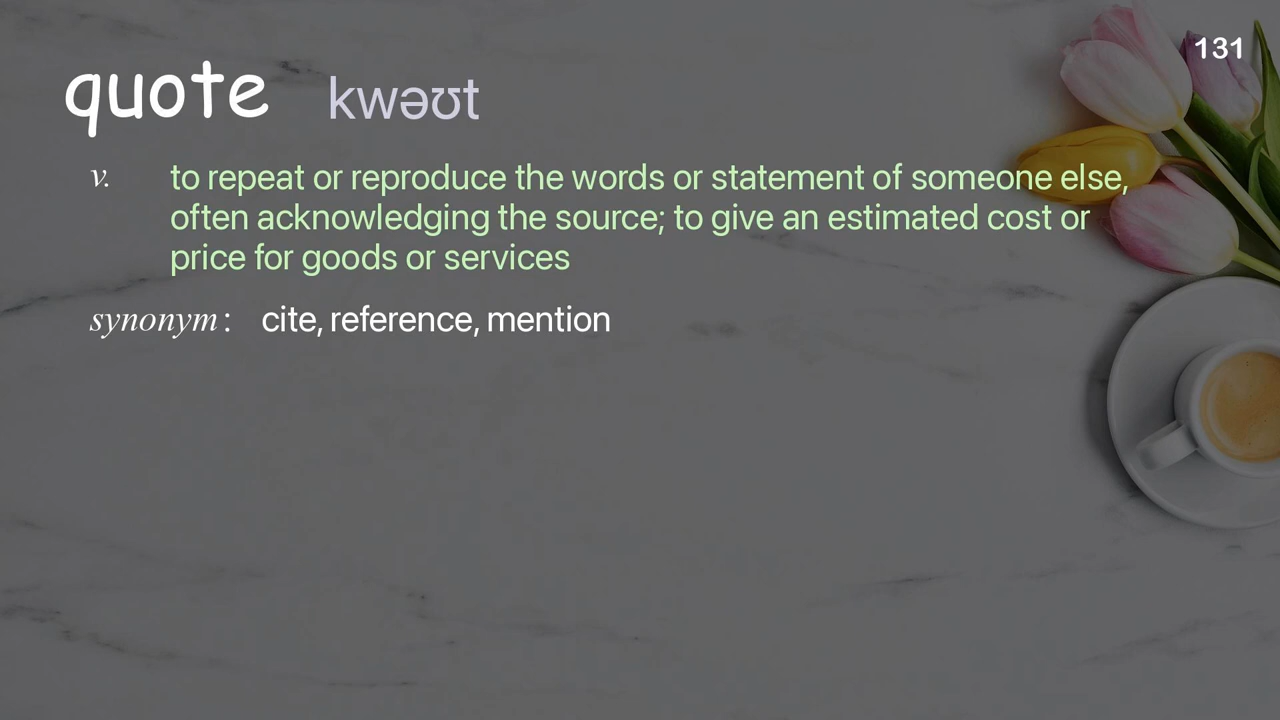 131
quote kwəʊt
v. to repeat or reproduce the words or statement of someone else,
often acknowledging the source; to give an estimated cost or
price for goods or services
synonym: cite, reference, mention